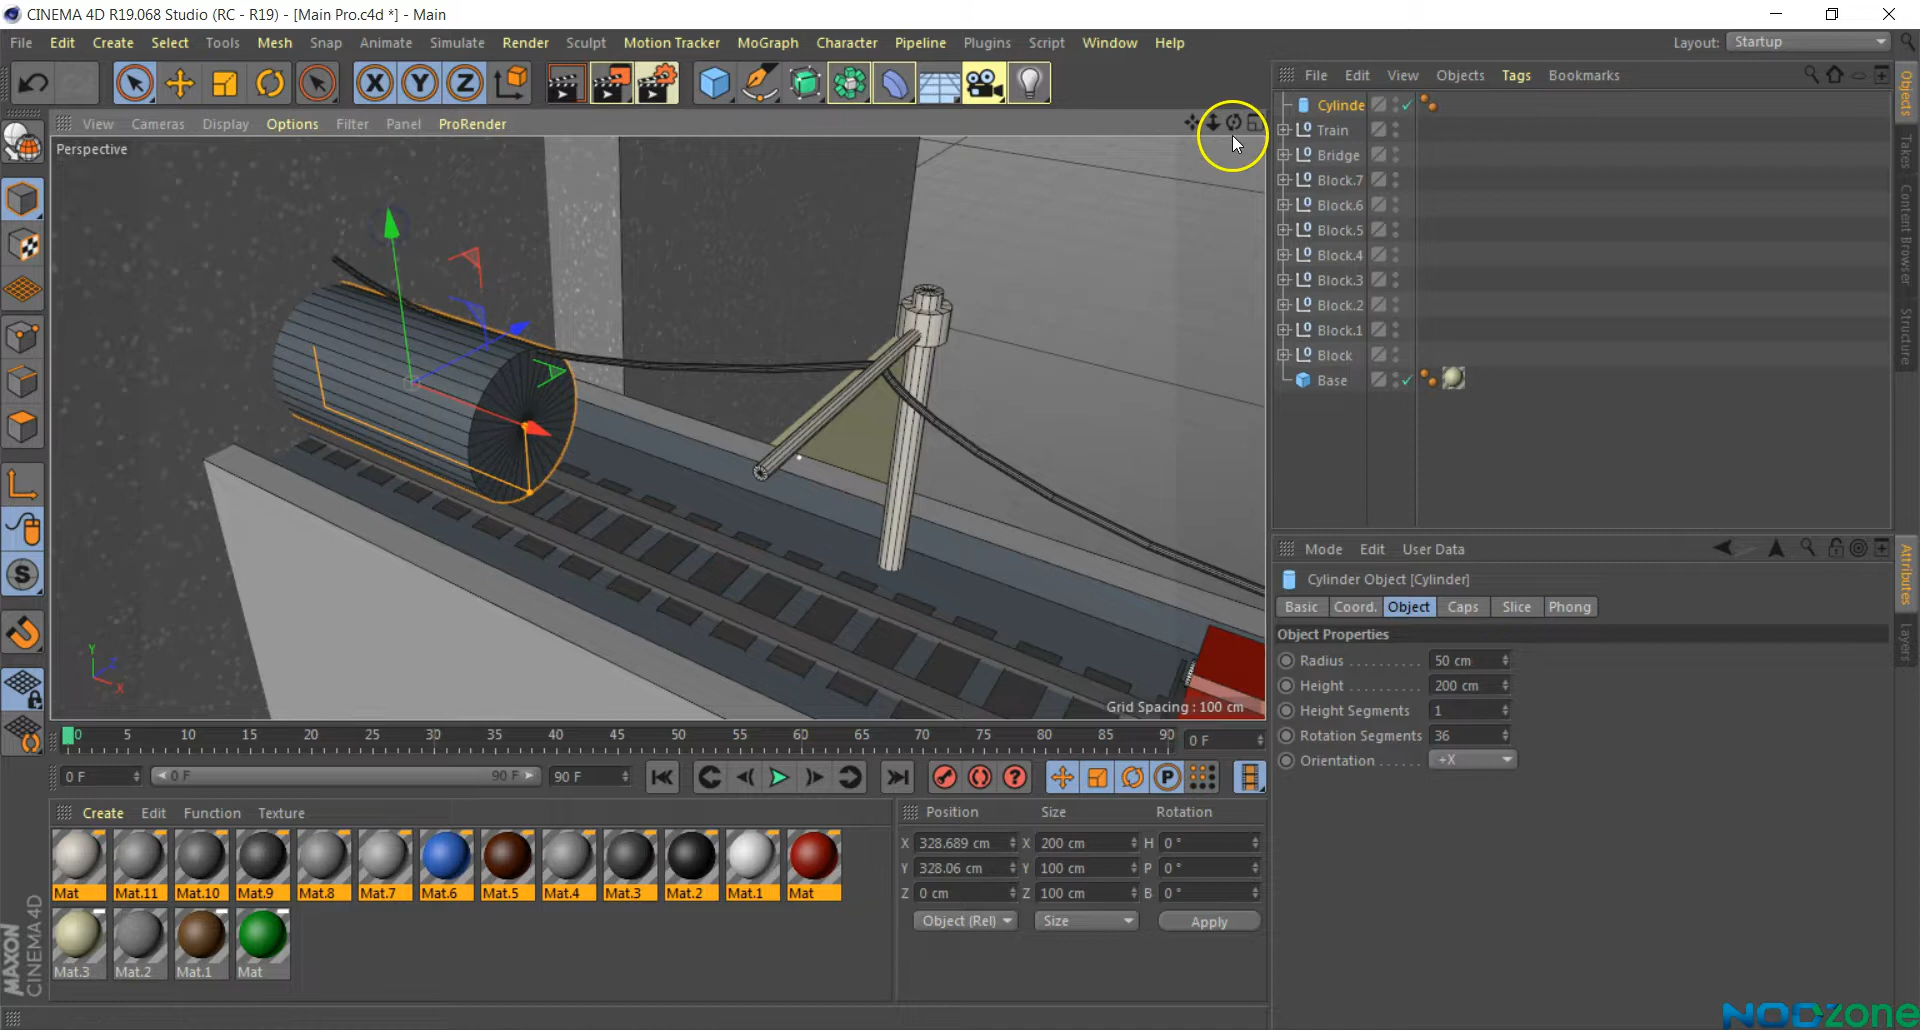 CINEMA 4D R19.068 Studio (RC - R19) - [Main Pro.c4d *] - Main
File Edit Create Select Tools Mesh Snap Animate Simulate Render Sculpt Motion Tracker MoGraph Character Pipeline Plugins Script Window Help
Layout: Startup
X Y Z
View Cameras Display Options Filter Panel ProRender
Perspective
Y
Z
X
Grid Spacing : 100 cm
File Edit View Objects Tags Bookmarks
Cylinde
Train
Bridge
Block.7
Block.6
Block.5
Block.4
Block.3
Block.2
Block.1
Block
Base
Objects
Takes
Content Browser
Structure
Mode Edit User Data
Cylinder Object [Cylinder]
Basic Coord. Object Caps Slice Phong
Object Properties
Radius 50 cm
Height 200 cm
Height Segments 1
Rotation Segments 36
Orientation +X
Attributes
Layers
0 5 10 15 20 25 30 35 40 45 50 55 60 65 70 75 80 85 90
0 F
0 F 0 F 90 F 90 F
P
Create Edit Function Texture
Mat Mat.11 Mat.10 Mat.9 Mat.8 Mat.7 Mat.6 Mat.5 Mat.4 Mat.3 Mat.2 Mat.1 Mat
Mat.3 Mat.2 Mat.1 Mat
Position Size Rotation
X 328.689 cm X 200 cm H 0 °
Y 328.06 cm Y 100 cm P 0 °
Z 0 cm Z 100 cm B 0 °
Object (Rel) Size Apply
MAXON
CINEMA 4D
NODzone